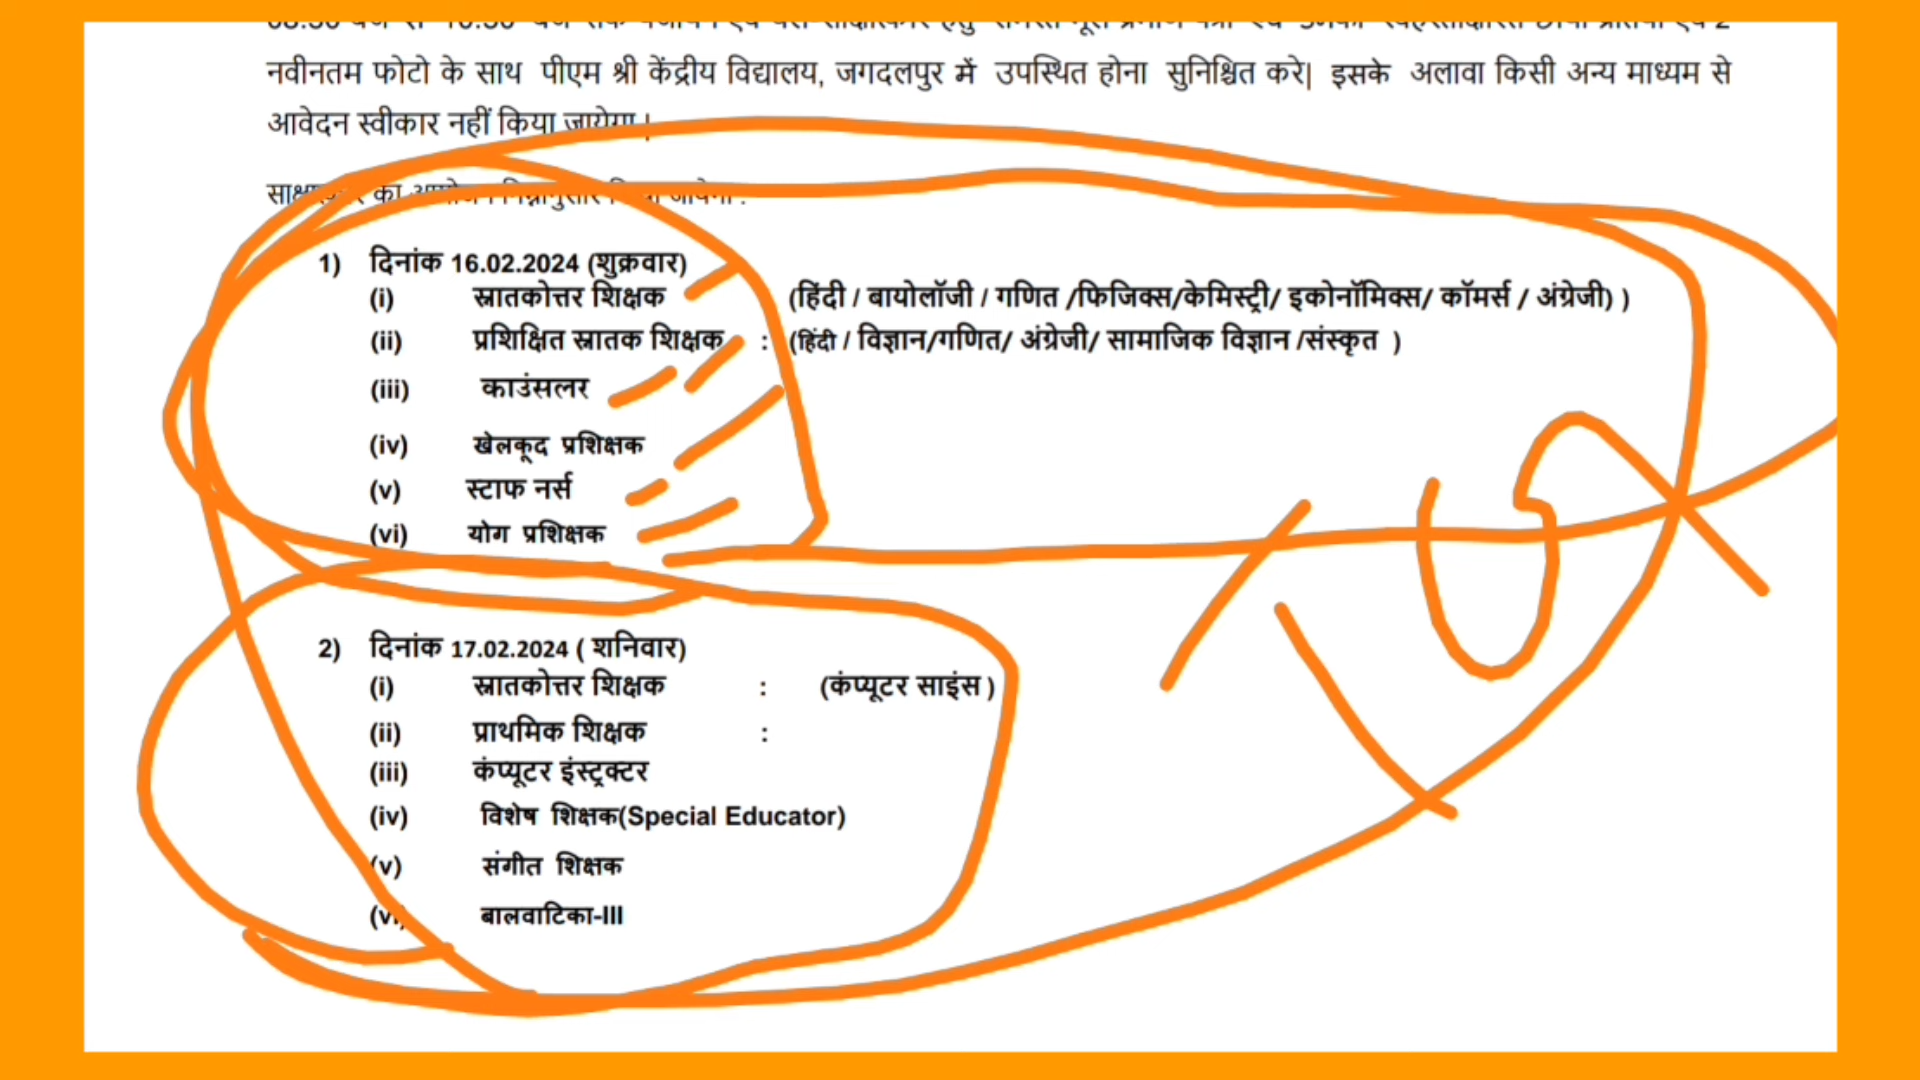 नवीनतम फोटो के साथ पीएम श्री केंद्रीय विद्यालय, जगदलपुर में उपस्थित होना सुनिश्चित करे| इसके अलावा किसी अन्य माध्यम से
आवेदन स्वीकार नहीं किया जायेगा |
का
1) दिनांक 16.02.2024 (शुक्रवार)
(i) स्नातकोत्तर शिक्षक (हिंदी / बायोलॉजी / गणित /फिजिक्स/केमिस्ट्री/ इकोनॉमिक्स/ कॉमर्स / अंग्रेजी) )
(ii) प्रशिक्षित स्नातक शिक्षक : (हिंदी / विज्ञान/गणित/ अंग्रेजी/ सामाजिक विज्ञान /संस्कृत )
(iii) काउंसलर
(iv) खेलकूद प्रशिक्षक
(v) स्टाफ नर्स
(vi) योग प्रशिक्षक
2) दिनांक 17.02.2024 ( शनिवार)
(i) स्नातकोत्तर शिक्षक : (कंप्यूटर साइंस )
(ii) प्राथमिक शिक्षक :
(iii) कंप्यूटर इंस्ट्रक्टर
(iv) विशेष शिक्षक(Special Educator)
(v) संगीत शिक्षक
(vi) बालवाटिका-III